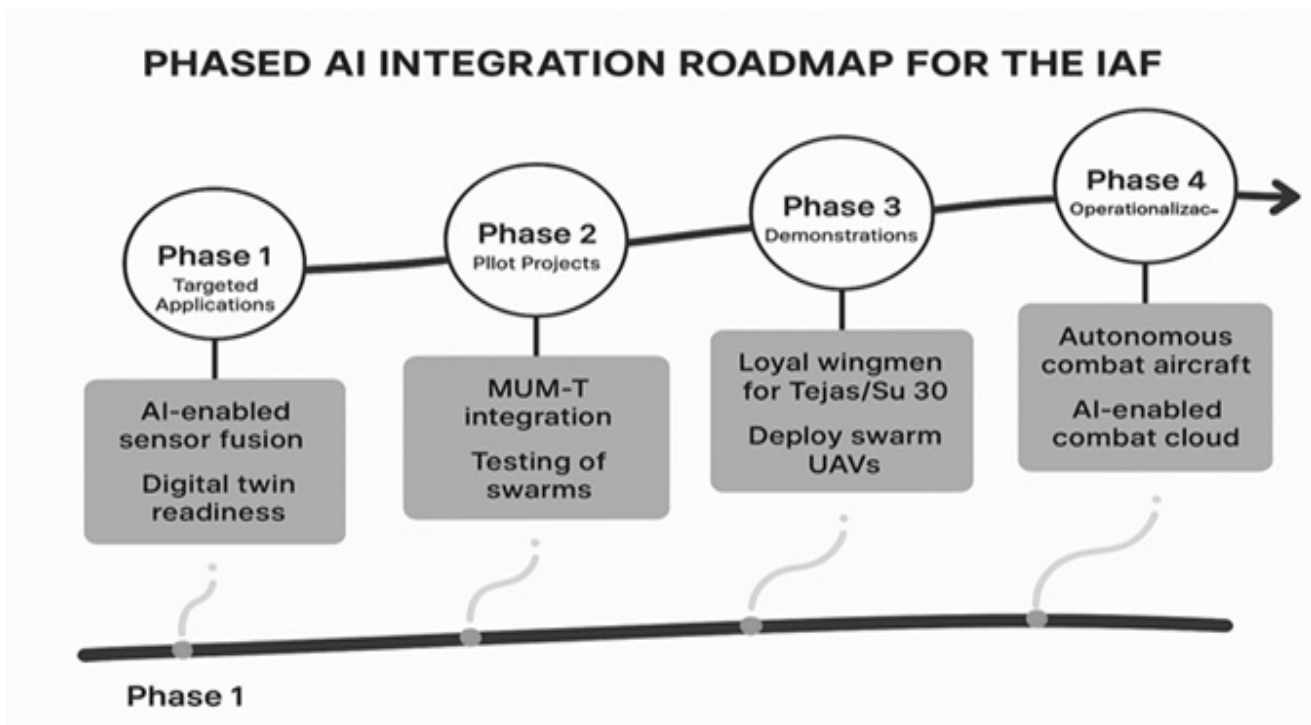 PHASED AI INTEGRATION ROADMAP FOR THE IAF
Phase 1
Targeted
Applications
AI-enabled
sensor fusion
Digital twin
readiness
Phase 2
PIlot Projects
MUM-T
integration
Testing of
swarms
Phase 3
Demonstrations
Loyal wingmen
for Tejas/Su 30
Deploy swarm
UAVs
Phase 4
Operationalizac-
Autonomous
combat aircraft
AI-enabled
combat cloud
Phase 1